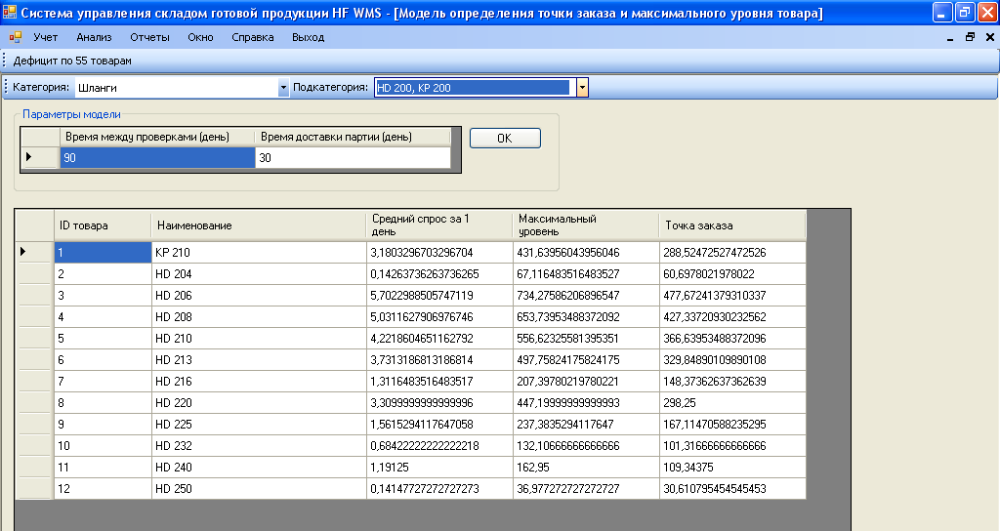 Система управления складом готовой продукции HF WMS - [Модель определения точки заказа и максимального уровня товара]
Учет Анализ Отчеты Окно Справка Выход
Дефицит по 55 товарам
Категория: Шланги Подкатегория: HD 200, KP 200
Параметры модели
Время между проверками (день) Время доставки партии (день)
90 30
OK
ID товара Наименование Средний спрос за 1 день Максимальный уровень Точка заказа
1 KP 210 3,1803296703296704 431,63956043956046 288,52472527472526
2 HD 204 0,14263736263736265 67,116483516483527 60,6978021978022
3 HD 206 5,7022988505747119 734,27586206896547 477,67241379310337
4 HD 208 5,0311627906976746 653,73953488372092 427,33720930232562
5 HD 210 4,2218604651162792 556,62325581395351 366,63953488372096
6 HD 213 3,7313186813186814 497,75824175824175 329,84890109890108
7 HD 216 1,3116483516483517 207,39780219780221 148,37362637362639
8 HD 220 3,3099999999999996 447,19999999999993 298,25
9 HD 225 1,5615294117647058 237,3835294117647 167,11470588235295
10 HD 232 0,68422222222222218 132,10666666666666 101,31666666666666
11 HD 240 1,19125 162,95 109,34375
12 HD 250 0,14147727272727273 36,977272727272727 30,610795454545453